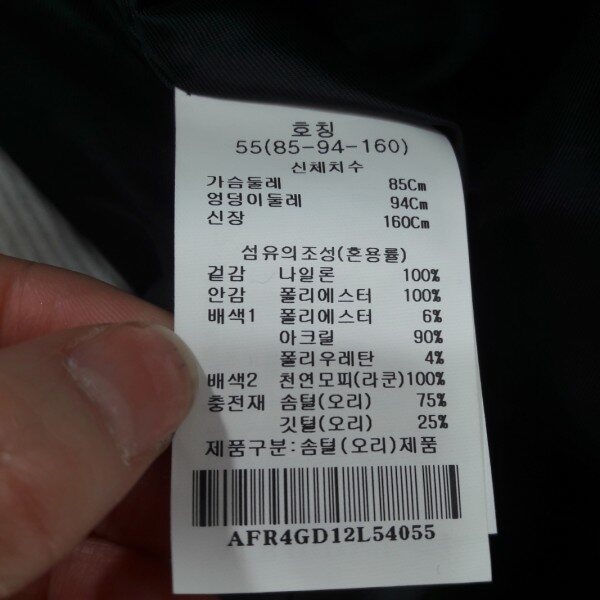 호칭
55(85-94-160)
신체치수
가슴둘레 85Cm
엉덩이둘레 94Cm
신장 160Cm
섬유의조성(혼용률)
겉감 나일론 100%
안감 폴리에스터 100%
배색1 폴리에스터 6%
아크릴 90%
폴리우레탄 4%
배색2 천연모피(라쿤)100%
충전재 솜털(오리) 75%
깃털(오리) 25%
제품구분:솜털(오리)제품
AFR4GD12L54055